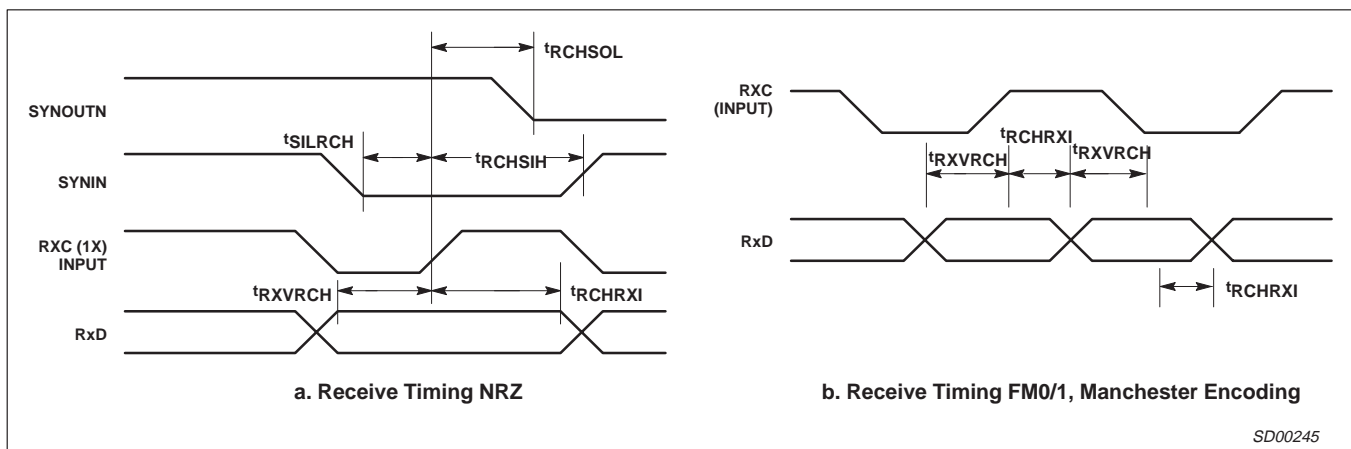 tRCHSOL
SYNOUTN
tSILRCH
tRCHSIH
SYNIN
RXC (1X)
INPUT
tRXVRCH
tRCHRXI
RxD
a. Receive Timing NRZ
RXC
(INPUT)
tRCHRXI
tRXVRCH
tRXVRCH
RxD
tRCHRXI
b. Receive Timing FM0/1, Manchester Encoding
SD00245